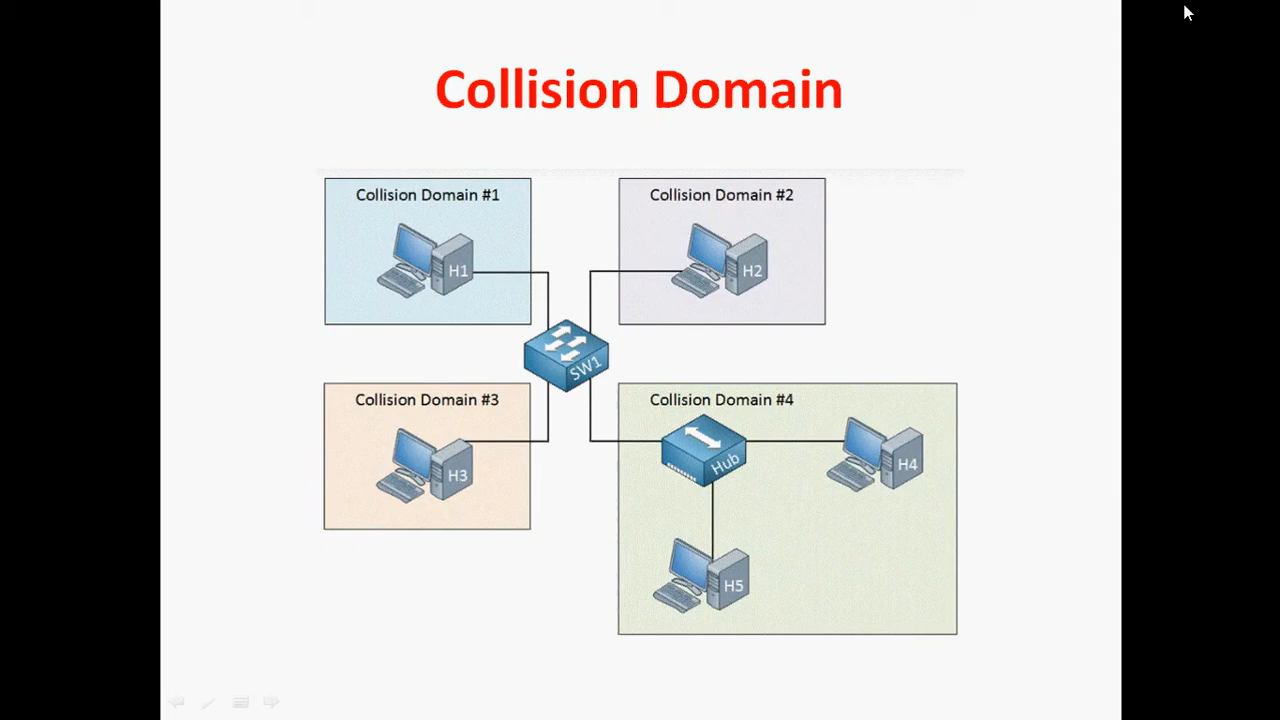 Collision Domain
Collision Domain #1
Collision Domain #2
H1
H2
SW1
Collision Domain #3
Collision Domain #4
H3
Hub
H4
H5